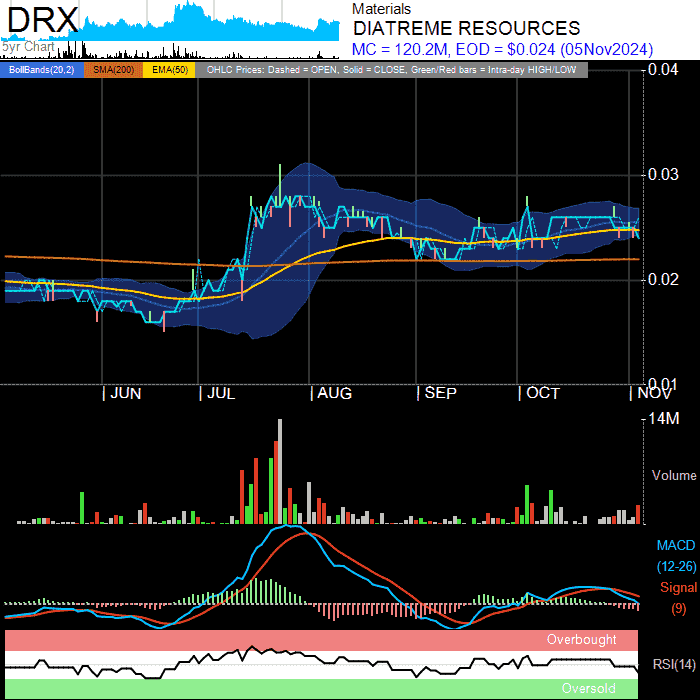 DRX
5yr Chart
Materials
DIATREME RESOURCES
MC = 120.2M, EOD = $0.024 (05Nov2024)
BollBands(20,2) SMA(200) EMA(50) OHLC Prices: Dashed = OPEN, Solid = CLOSE, Green/Red bars = Intra-day HIGH/LOW
0.04
0.03
0.02
0.01
| JUN | JUL | AUG | SEP | OCT | NOV
14M
Volume
MACD
(12-26)
Signal
(9)
Overbought
RSI(14)
Oversold